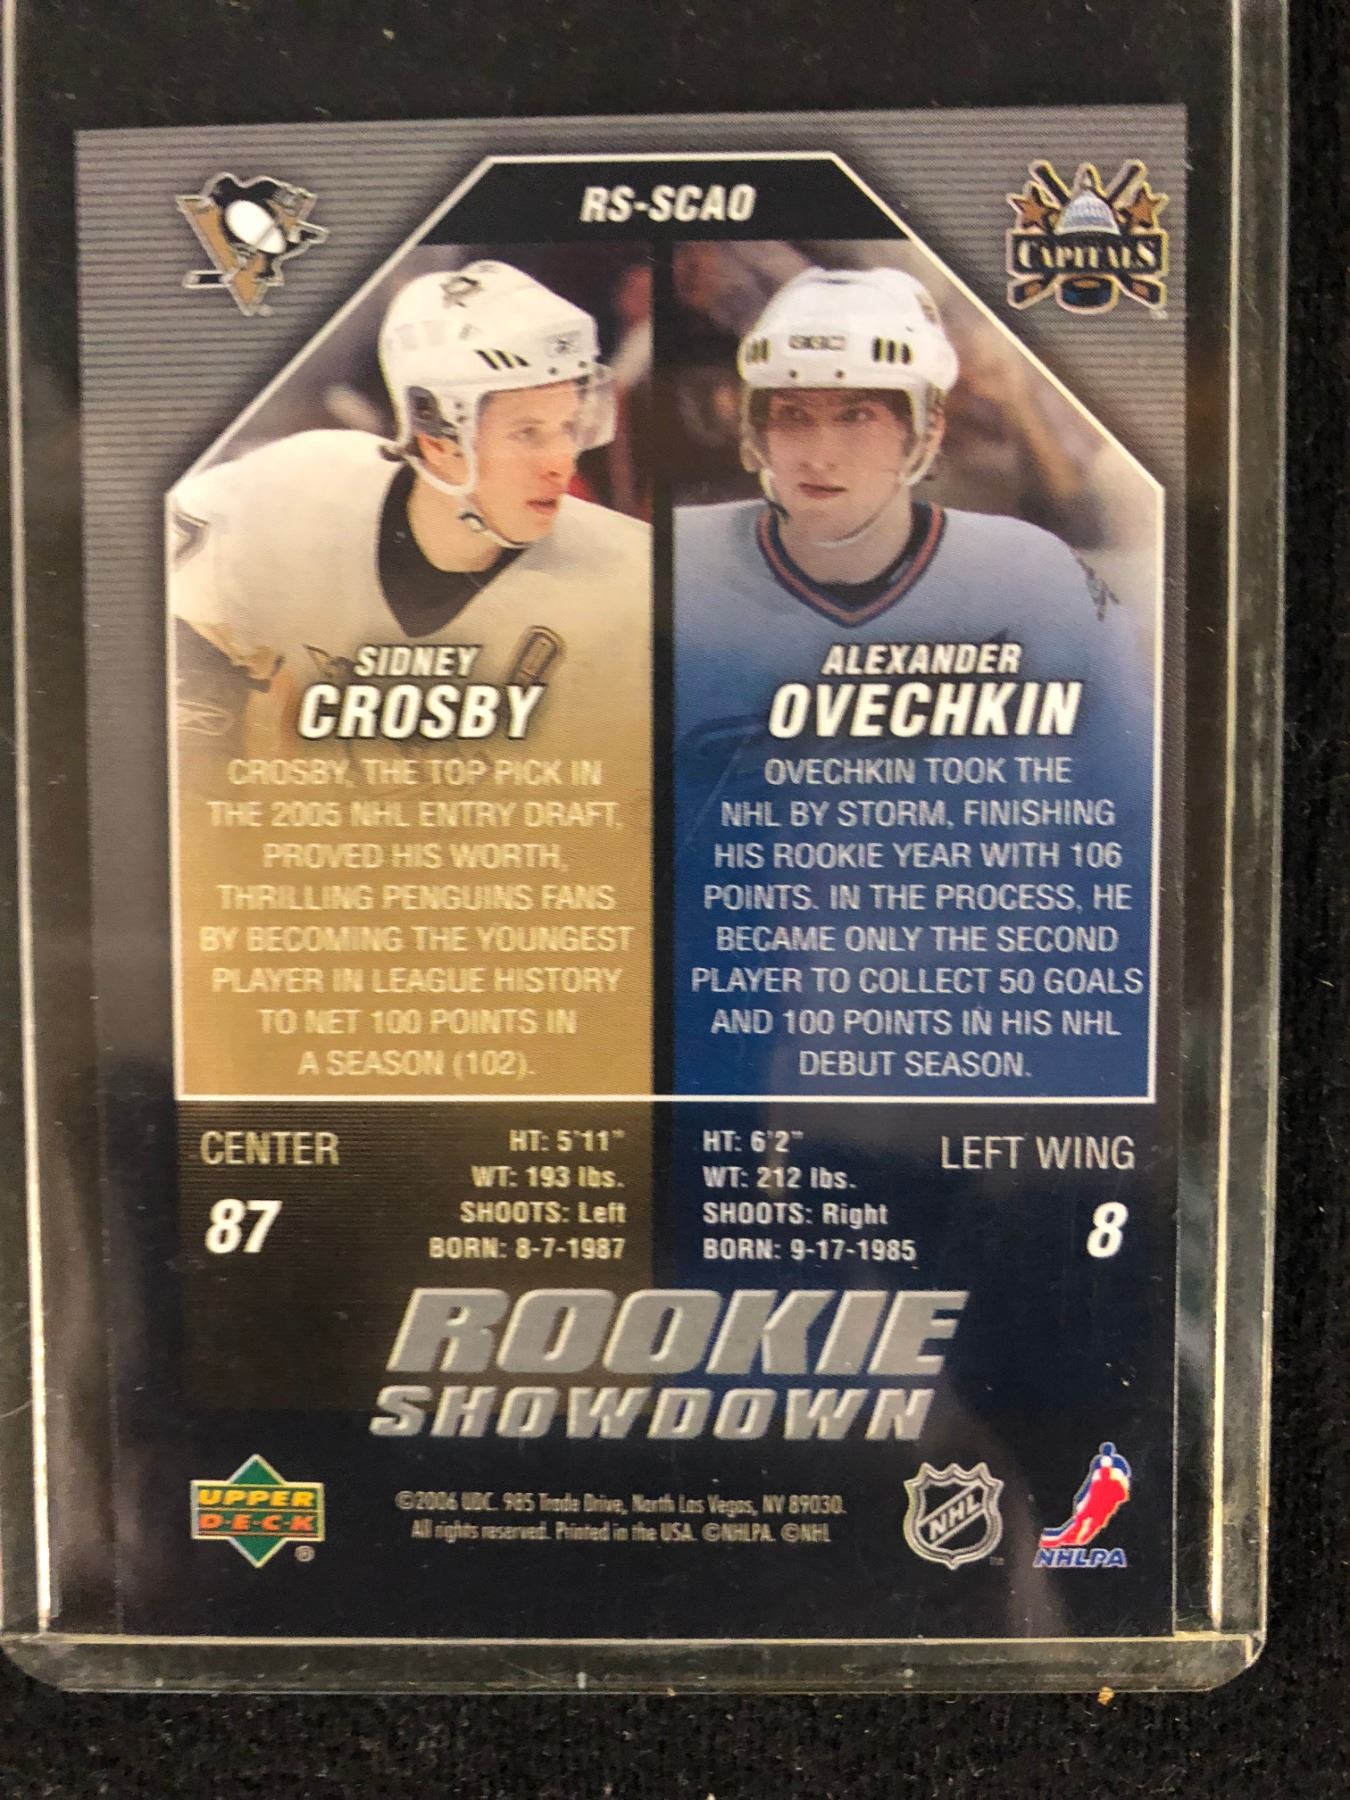 RS-SCAO
CAPITALS
SIDNEY
CROSBY
CROSBY, THE TOP PICK IN
THE 2005 NHL ENTRY DRAFT,
PROVED HIS WORTH,
THRILLING PENGUINS FANS
BY BECOMING THE YOUNGEST
PLAYER IN LEAGUE HISTORY
TO NET 100 POINTS IN
A SEASON (102).
ALEXANDER
OVECHKIN
OVECHKIN TOOK THE
NHL BY STORM, FINISHING
HIS ROOKIE YEAR WITH 106
POINTS. IN THE PROCESS, HE
BECAME ONLY THE SECOND
PLAYER TO COLLECT 50 GOALS
AND 100 POINTS IN HIS NHL
DEBUT SEASON.
CENTER
87
HT: 5'11"
WT: 193 lbs.
SHOOTS: Left
BORN: 8-7-1987
HT: 6'2"
WT: 212 lbs.
SHOOTS: Right
BORN: 9-17-1985
LEFT WING
8
ROOKIE
SHOWDOWN
UPPER
D•E•C•K
®
©2006 UDC. 985 Trade Drive, North Las Vegas, NV 89030.
All rights reserved. Printed in the USA. ©NHLPA. ©NHL
NHL
TM
NHLPA